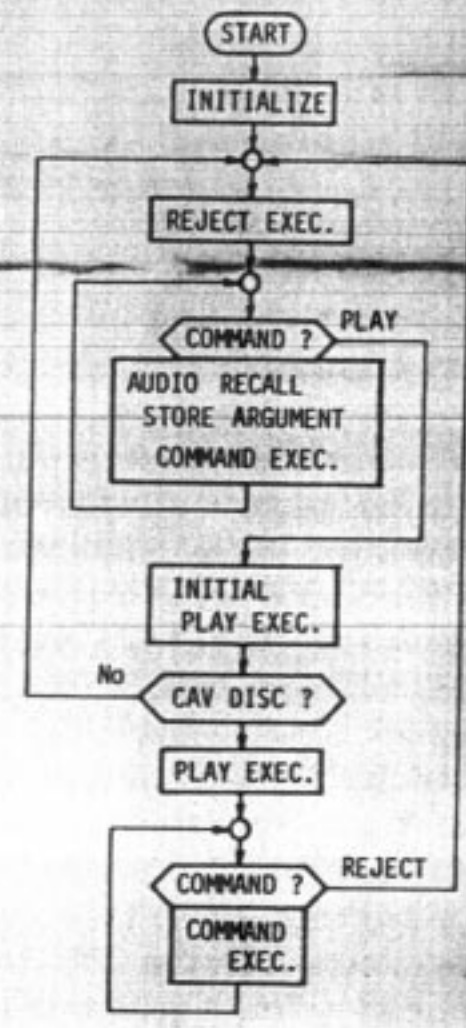 START
INITIALIZE
REJECT EXEC.
COMMAND ? PLAY
AUDIO RECALL
STORE ARGUMENT
COMMAND EXEC.
INITIAL
PLAY EXEC.
No
CAV DISC ?
PLAY EXEC.
COMMAND ? REJECT
COMMAND
EXEC.